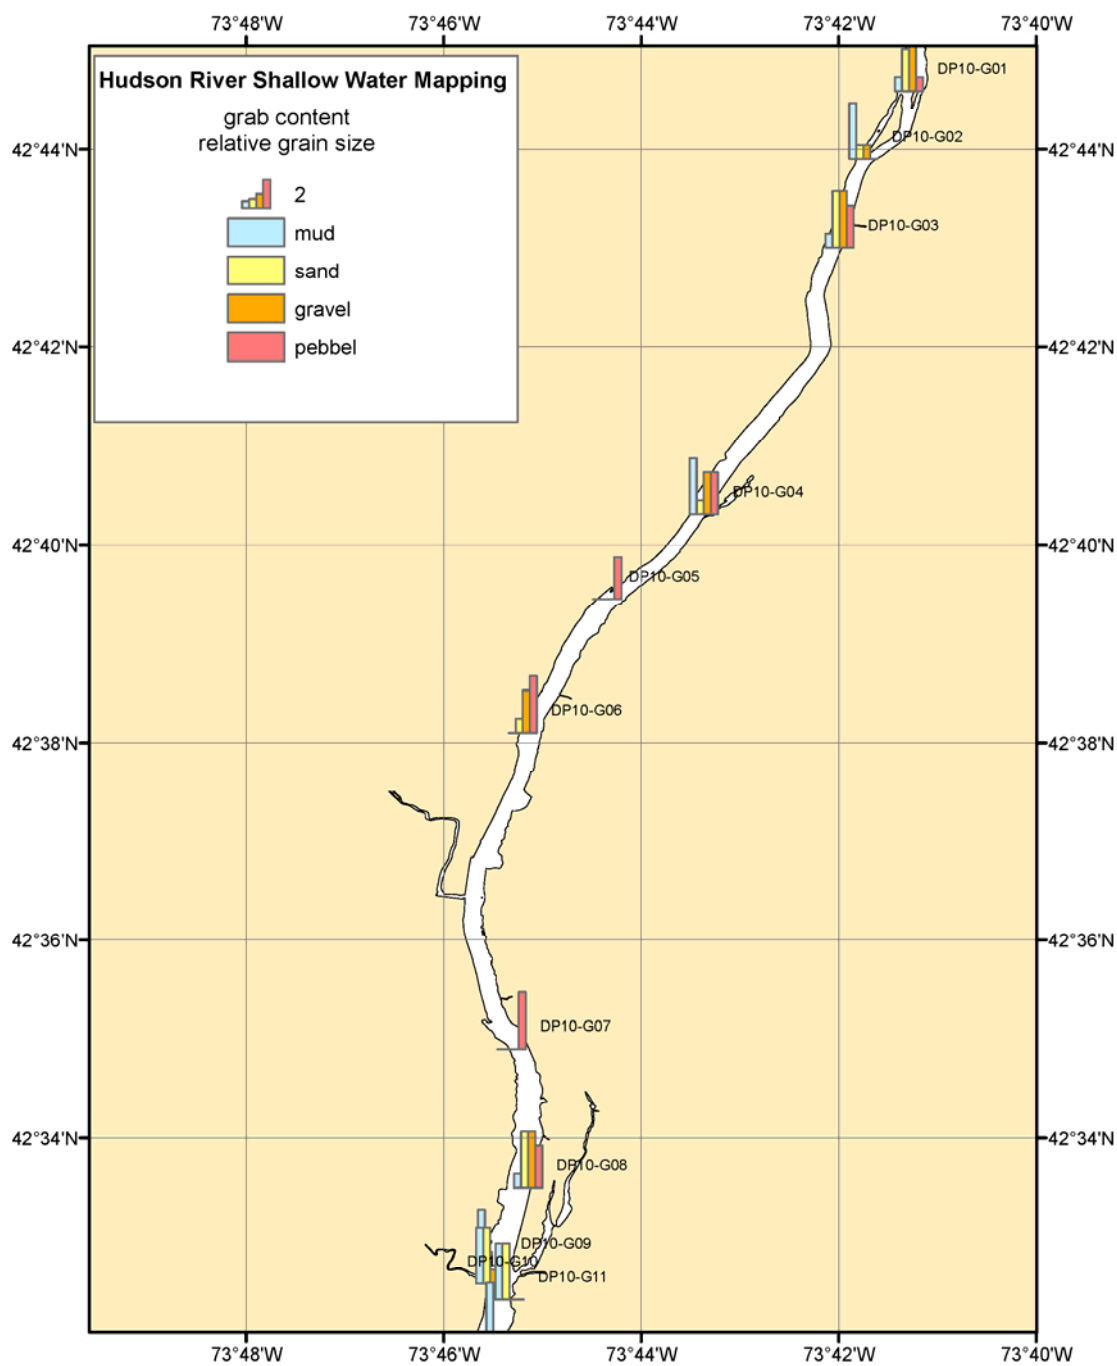 73°48'W 73°46'W 73°44'W 73°42'W 73°40'W
Hudson River Shallow Water Mapping
grab content
relative grain size
2
mud
sand
gravel
pebbel
DP10-G01
42°44'N DP10-G02 42°44'N
DP10-G03
42°42'N 42°42'N
DP10-G04
42°40'N 42°40'N
DP10-G05
DP10-G06
42°38'N 42°38'N
42°36'N 42°36'N
DP10-G07
42°34'N 42°34'N
DP10-G08
DP10-G09
DP10-G10
DP10-G11
73°48'W 73°46'W 73°44'W 73°42'W 73°40'W